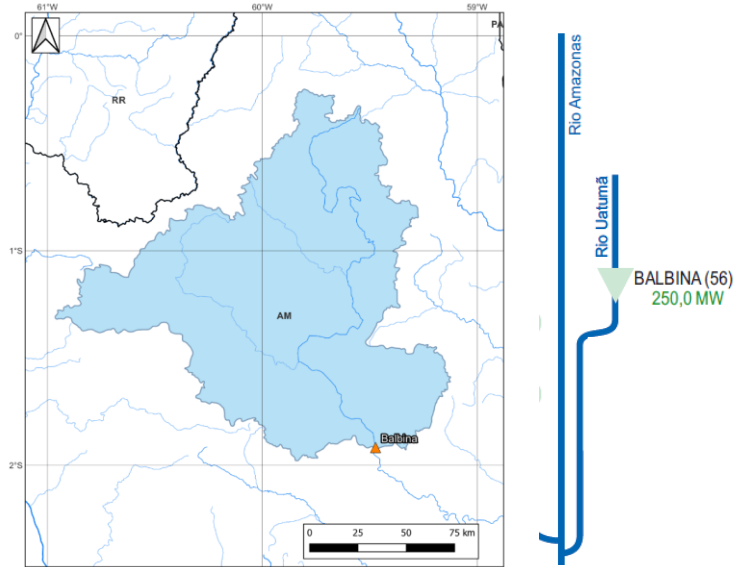 61°W
60°W
59°W
0°
PA
RR
1°S
AM
Balbina
2°S
0 25 50 75 km
Rio Amazonas
Rio Uatumã
BALBINA (56)
250,0 MW